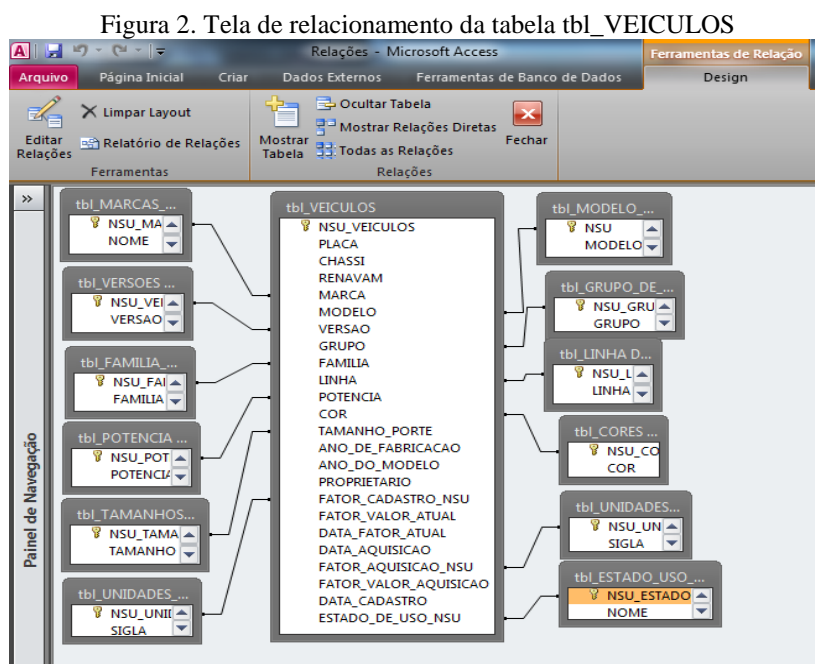 Figura 2. Tela de relacionamento da tabela tbl_VEICULOS
A
Relações - Microsoft Access
Ferramentas de Relação
Arquivo Página Inicial Criar Dados Externos Ferramentas de Banco de Dados Design
Editar Relações
Limpar Layout
Relatório de Relações
Ferramentas
Mostrar Tabela
Ocultar Tabela
Mostrar Relações Diretas
Todas as Relações
Fechar
Relações
»
Painel de Navegação
tbl_MARCAS_...
NSU_MA
NOME
tbl_VERSOES ...
NSU_VEI
VERSAO
tbl_FAMILIA_...
NSU_FAI
FAMILIA
tbl_POTENCIA ...
NSU_POT
POTENCIA
tbl_TAMANHOS...
NSU_TAMA
TAMANHO
tbl_UNIDADES_...
NSU_UNII
SIGLA
tbl_VEICULOS
NSU_VEICULOS
PLACA
CHASSI
RENAVAM
MARCA
MODELO
VERSAO
GRUPO
FAMILIA
LINHA
POTENCIA
COR
TAMANHO_PORTE
ANO_DE_FABRICACAO
ANO_DO_MODELO
PROPRIETARIO
FATOR_CADASTRO_NSU
FATOR_VALOR_ATUAL
DATA_FATOR_ATUAL
DATA_AQUISICAO
FATOR_AQUISICAO_NSU
FATOR_VALOR_AQUISICAO
DATA_CADASTRO
ESTADO_DE_USO_NSU
tbl_MODELO_...
NSU
MODELO
tbl_GRUPO_DE_...
NSU_GRU
GRUPO
tbl_LINHA D...
NSU_L
LINHA
tbl_CORES ...
NSU_CO
COR
tbl_UNIDADES...
NSU_UN
SIGLA
tbl_ESTADO_USO_...
NSU_ESTADO
NOME